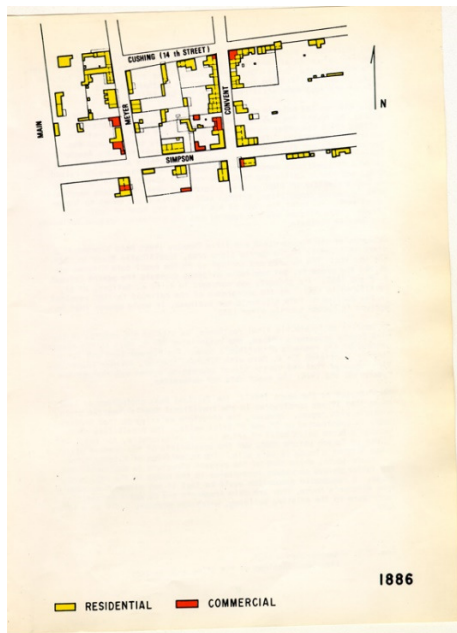 CUSHING (14 th STREET)
MAIN
MEYER
CONVENT
N
SIMPSON
1886
RESIDENTIAL
COMMERCIAL